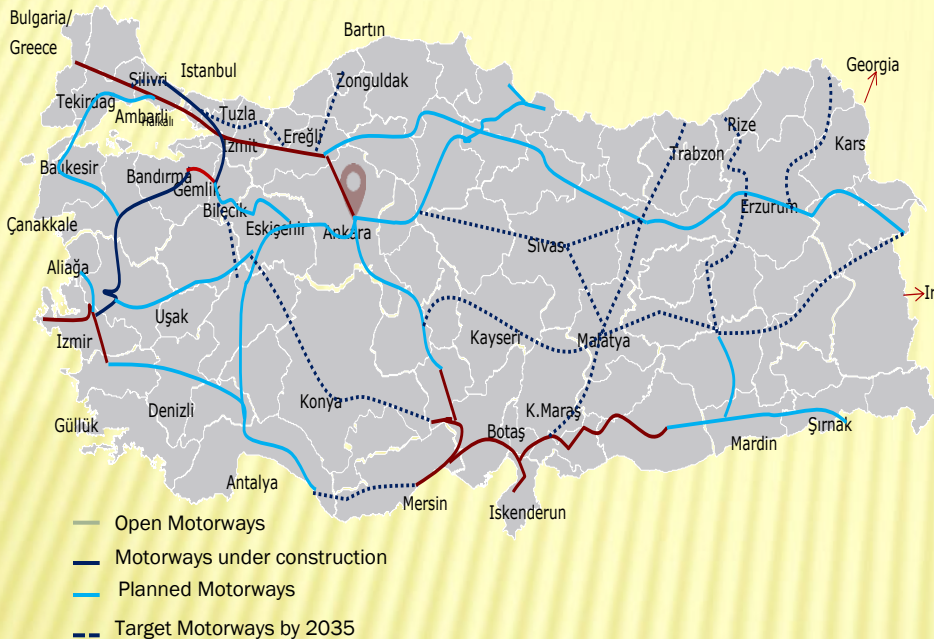 Bulgaria/
Greece
Bartın
Silivri
Istanbul
Zonguldak
Georgia
Tekirdag
Ambarli
Halkalı
Tuzla
Ereğli
Izmit
Rize
Trabzon
Kars
Balıkesir
Bandırma
Gemlik
Bilecik
Eskişehir
Ankara
Erzurum
Çanakkale
Sivas
Aliağa
Ir
Uşak
Izmir
Kayseri
Malatya
Denizli
Konya
K.Maraş
Güllük
Botaş
Mardin
Şırnak
Antalya
Mersin
Iskenderun
Open Motorways
Motorways under construction
Planned Motorways
Target Motorways by 2035